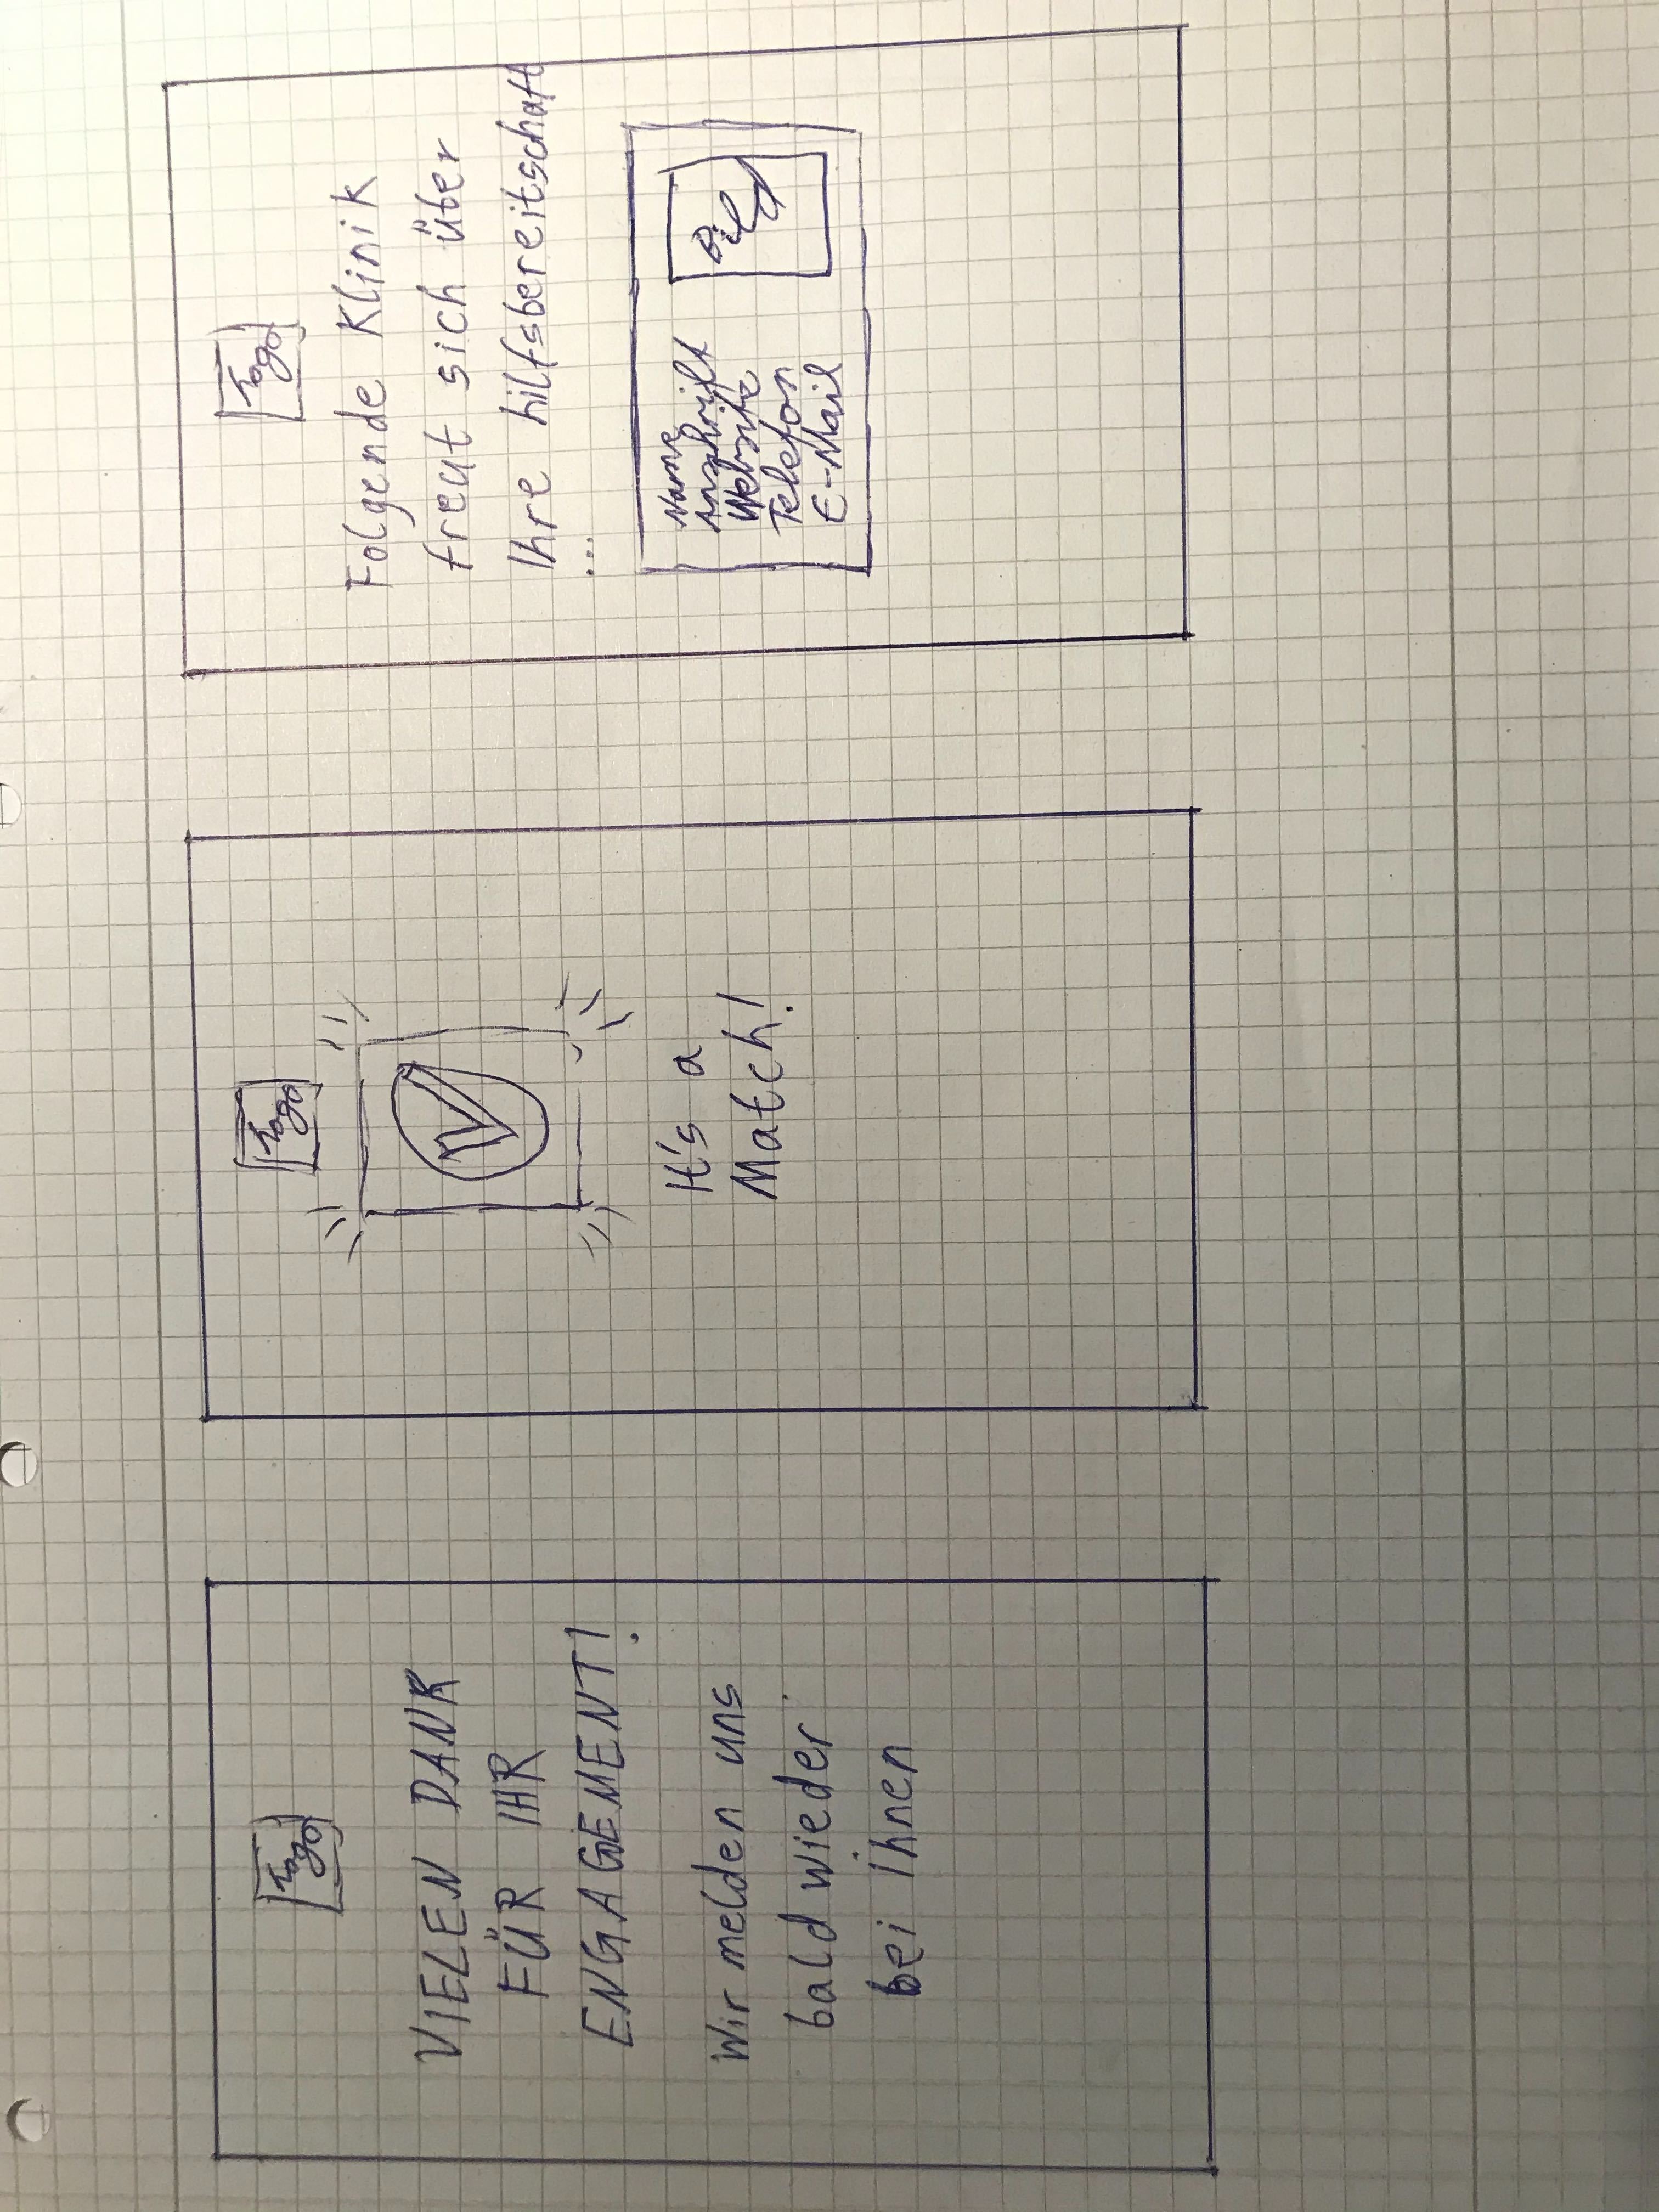 Logo
VIELEN DANK
FÜR IHR
ENGAGEMENT!
Wir melden uns
bald wieder
bei Ihnen
Logo
It's a
Match!
Logo
Folgende Klinik
freut sich über
Ihre hilfsbereitschaft
...
Name
Anschrift
Website
Telefon
E-Mail
Bild